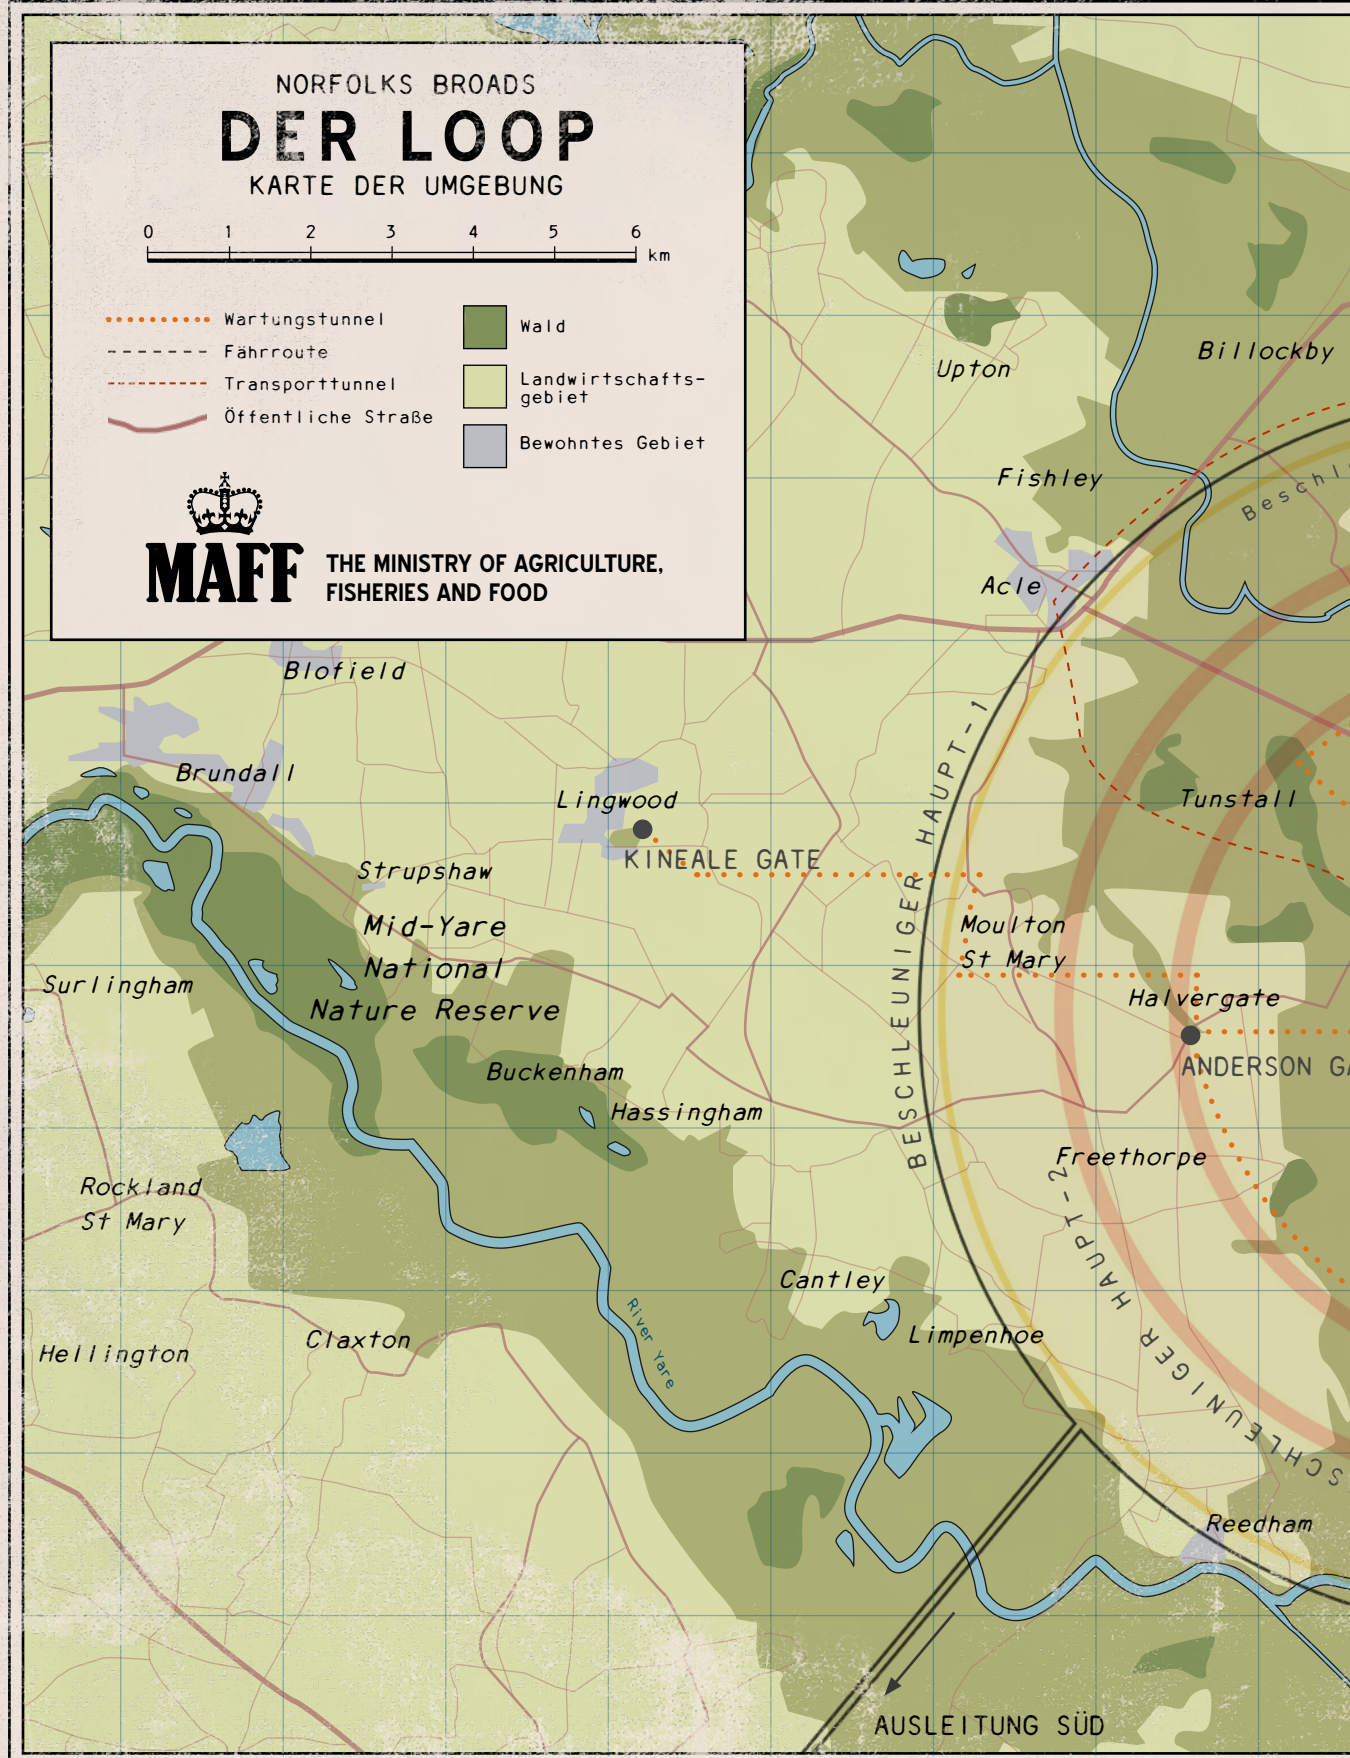 NORFOLKS BROADS
DER LOOP
KARTE DER UMGEBUNG
0 1 2 3 4 5 6 km
Wartungstunnel
Fährroute
Transporttunnel
Öffentliche Straße
Wald
Landwirtschafts-
gebiet
Bewohntes Gebiet
MAFF
THE MINISTRY OF AGRICULTURE,
FISHERIES AND FOOD
Upton
Billockby
Fishley
Acle
Blofield
Brundall
Lingwood
KINEALE GATE
Tunstall
BESCHLEUNIGER HAUPT-1
Strupshaw
Mid-Yare
National
Nature Reserve
Moulton
St Mary
Surlingham
Halvergate
ANDERSON GA
Buckenham
Hassingham
Freethorpe
Rockland
St Mary
SCHLEUNIGER HAUPT-2
Cantley
River Yare
Limpenhoe
Claxton
Hellington
Reedham
AUSLEITUNG SÜD